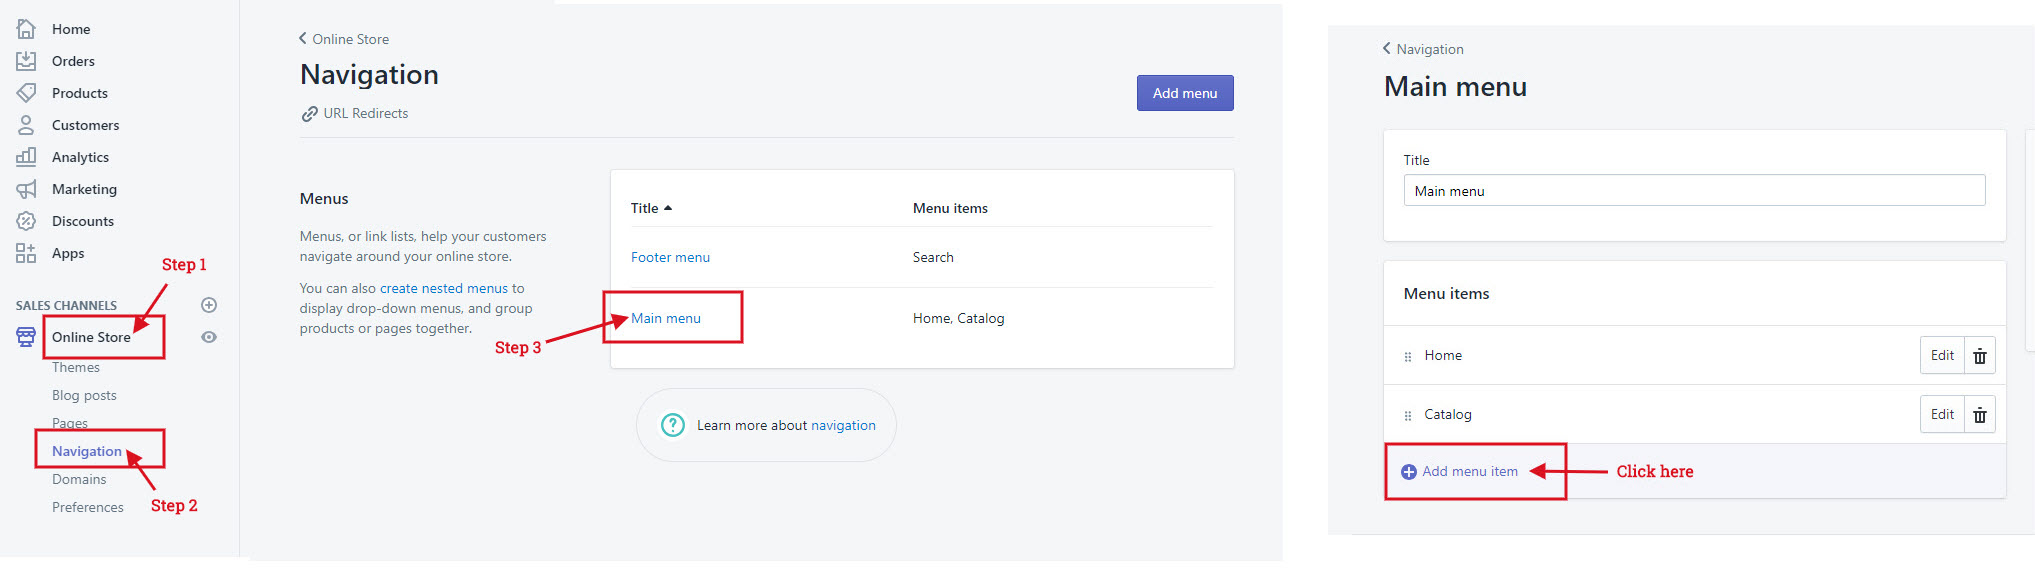 Home
Orders
Products
Customers
Analytics
Marketing
Discounts
Apps
Step 1
SALES CHANNELS
Online Store
Themes
Blog posts
Pages
Navigation
Domains
Preferences
Step 2
Online Store
Navigation
Add menu
URL Redirects
Menus
Menus, or link lists, help your customers
navigate around your online store.
You can also create nested menus to
display drop-down menus, and group
products or pages together.
Title
Menu items
Footer menu
Search
Main menu
Home, Catalog
Step 3
Learn more about navigation
Navigation
Main menu
Title
Main menu
Menu items
Home
Edit
Catalog
Edit
Add menu item
Click here